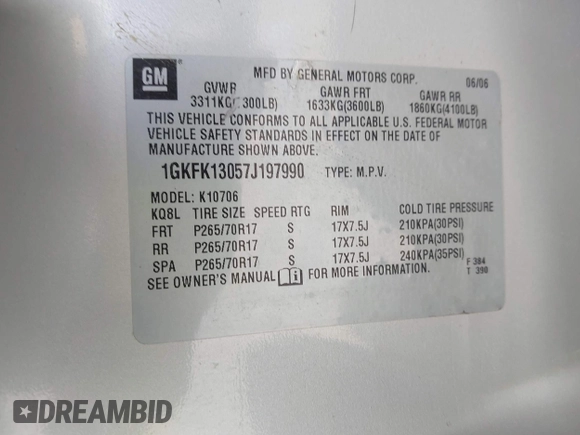 GM
MFD BY GENERAL MOTORS CORP. 06/06
GVWR GAWR FRT GAWR RR
3311KG( 300LB) 1633KG(3600LB) 1860KG(4100LB)
THIS VEHICLE CONFORMS TO ALL APPLICABLE U.S. FEDERAL MOTOR
VEHICLE SAFETY STANDARDS IN EFFECT ON THE DATE OF
MANUFACTURE SHOWN ABOVE.
1GKFK13057J197990 TYPE: M.P.V.
MODEL: K10706
KQ8L TIRE SIZE SPEED RTG RIM COLD TIRE PRESSURE
FRT P265/70R17 S 17X7.5J 210KPA(30PSI)
RR P265/70R17 S 17X7.5J 210KPA(30PSI)
SPA P265/70R17 S 17X7.5J 240KPA(35PSI)
SEE OWNER'S MANUAL FOR MORE INFORMATION.
F 384
T 390
DREAMBID